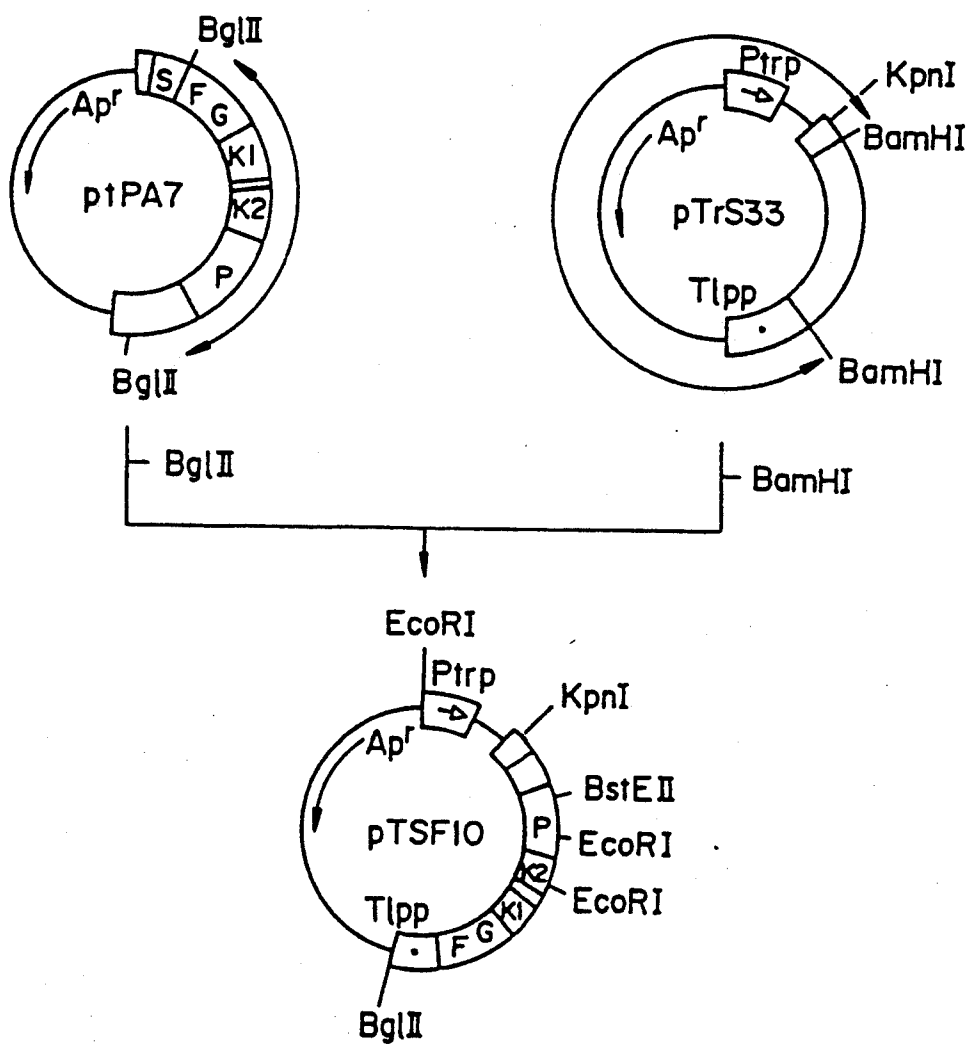 BglII
S
F
G
K1
K2
P
Apʳ
ptPA7
BglII
Ptrp
KpnI
BamHI
Apʳ
pTrS33
Tlpp
BamHI
BglII
BamHI
EcoRI
Ptrp
KpnI
Apʳ
BstEII
pTSF10
P
EcoRI
K2
EcoRI
K1
Tlpp
G
F
BglII